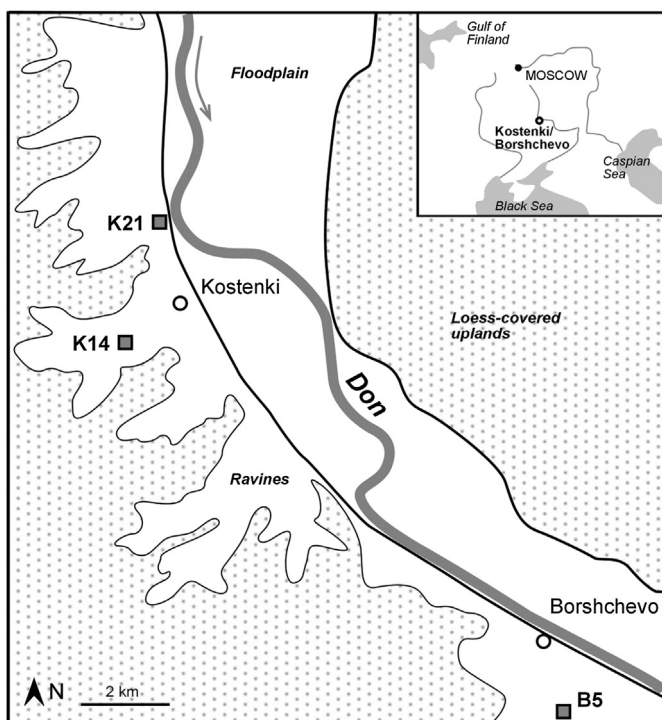 Gulf of
Finland
MOSCOW
Kostenki/
Borshchevo
Caspian
Sea
Black Sea
Floodplain
K21
Kostenki
Loess-covered
uplands
K14
Don
Ravines
Borshchevo
N
2 km
B5